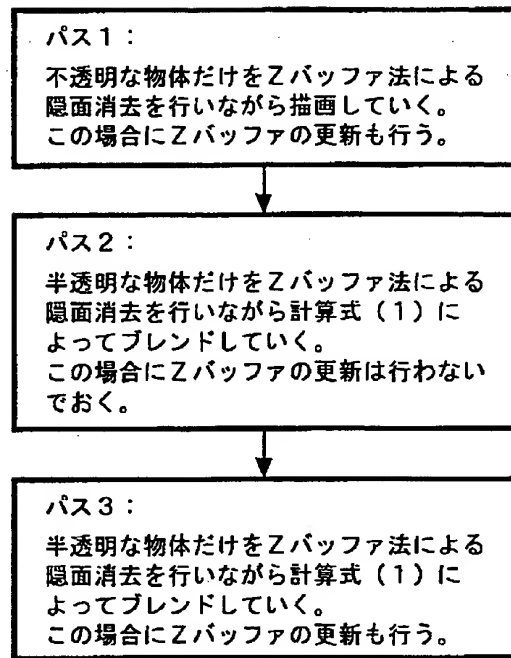 パス１：
不透明な物体だけをＺバッファ法による
隠面消去を行いながら描画していく。
この場合にＺバッファの更新も行う。
パス２：
半透明な物体だけをＺバッファ法による
隠面消去を行いながら計算式（１）に
よってブレンドしていく。
この場合にＺバッファの更新は行わない
でおく。
パス３：
半透明な物体だけをＺバッファ法による
隠面消去を行いながら計算式（１）に
よってブレンドしていく。
この場合にＺバッファの更新も行う。